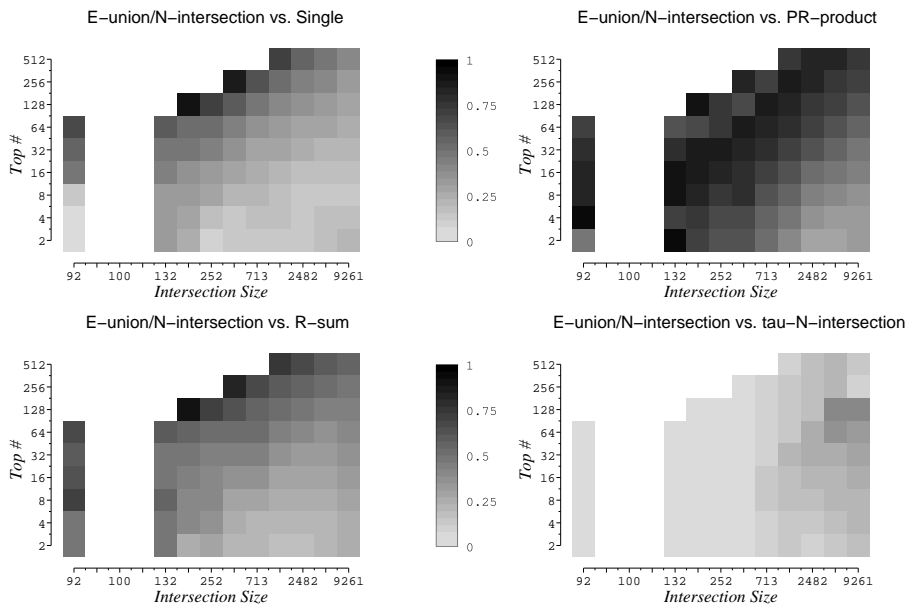 E−union/N−intersection vs. Single
E−union/N−intersection vs. PR−product
512
256
128
64
32
16
8
4
2
Top #
92 100 132 252 713 2482 9261
Intersection Size
1
0.75
0.5
0.25
0
512
256
128
64
32
16
8
4
2
Top #
92 100 132 252 713 2482 9261
Intersection Size
E−union/N−intersection vs. R−sum
E−union/N−intersection vs. tau−N−intersection
512
256
128
64
32
16
8
4
2
Top #
92 100 132 252 713 2482 9261
Intersection Size
1
0.75
0.5
0.25
0
512
256
128
64
32
16
8
4
2
Top #
92 100 132 252 713 2482 9261
Intersection Size